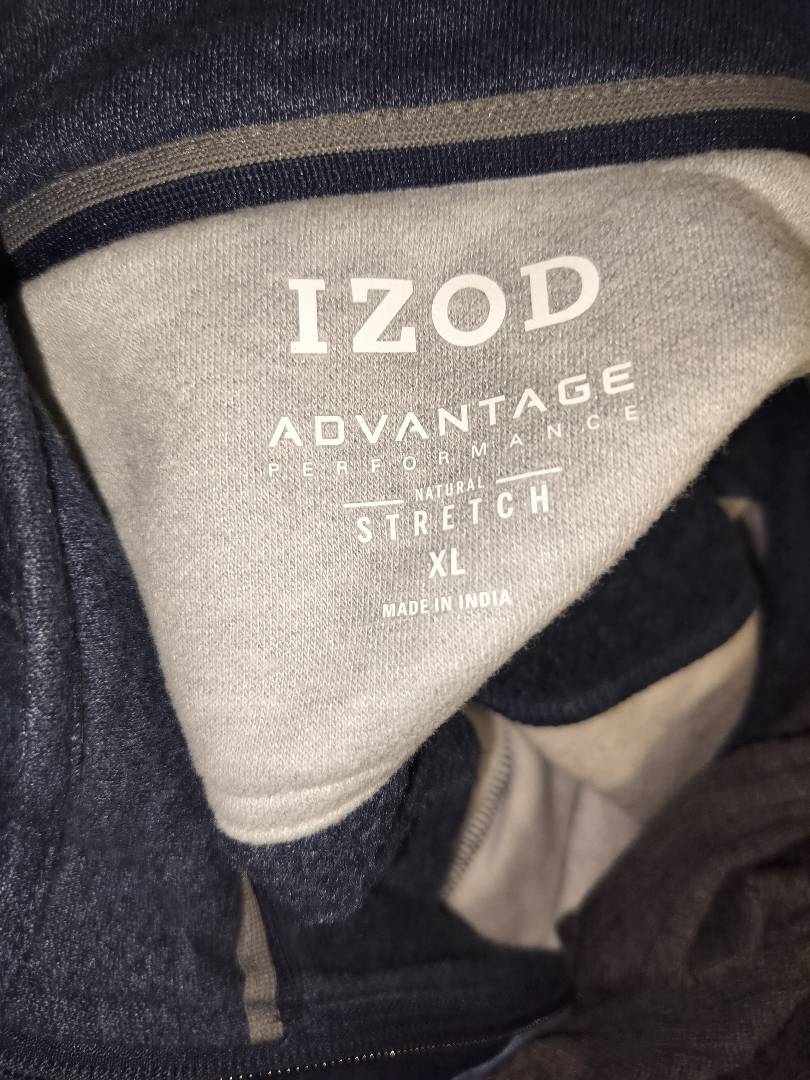 IZOD
ADVANTAGE
PERFORMANCE
NATURAL
STRETCH
XL
MADE IN INDIA